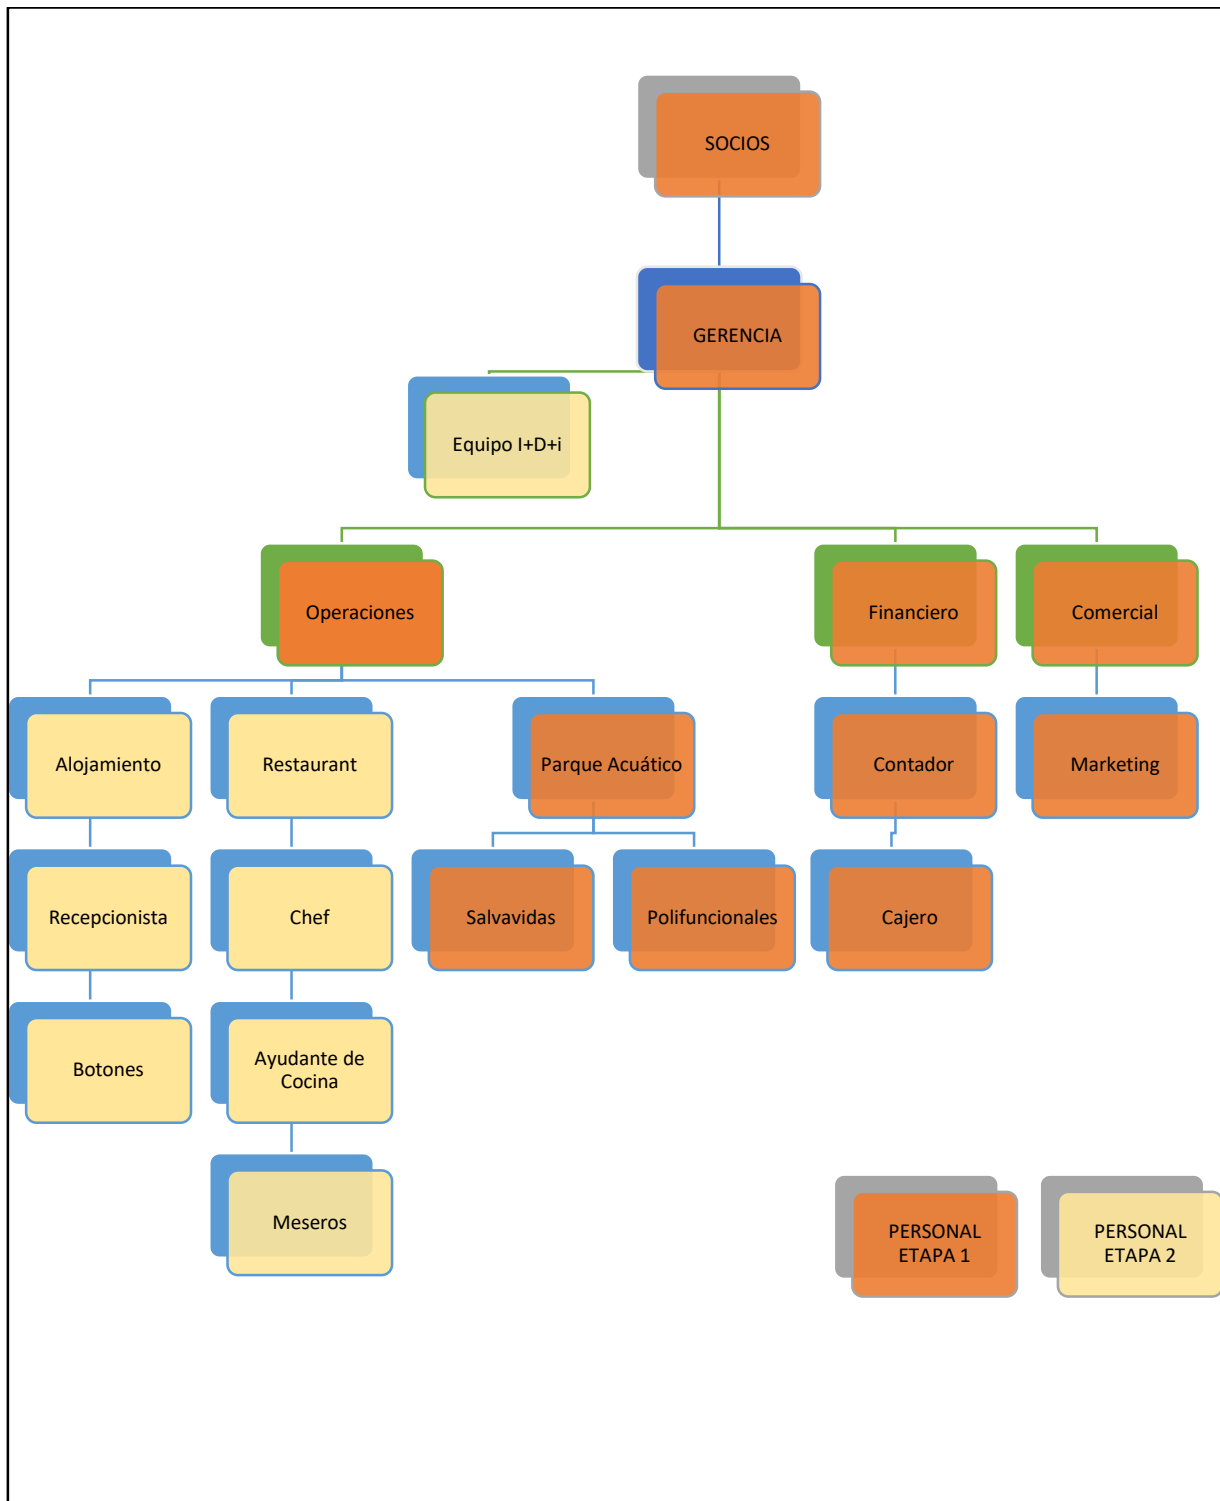 SOCIOS
GERENCIA
Equipo I+D+i
Operaciones
Financiero
Comercial
Alojamiento
Restaurant
Parque Acuático
Contador
Marketing
Recepcionista
Chef
Salvavidas
Polifuncionales
Cajero
Botones
Ayudante de
Cocina
Meseros
PERSONAL
ETAPA 1
PERSONAL
ETAPA 2